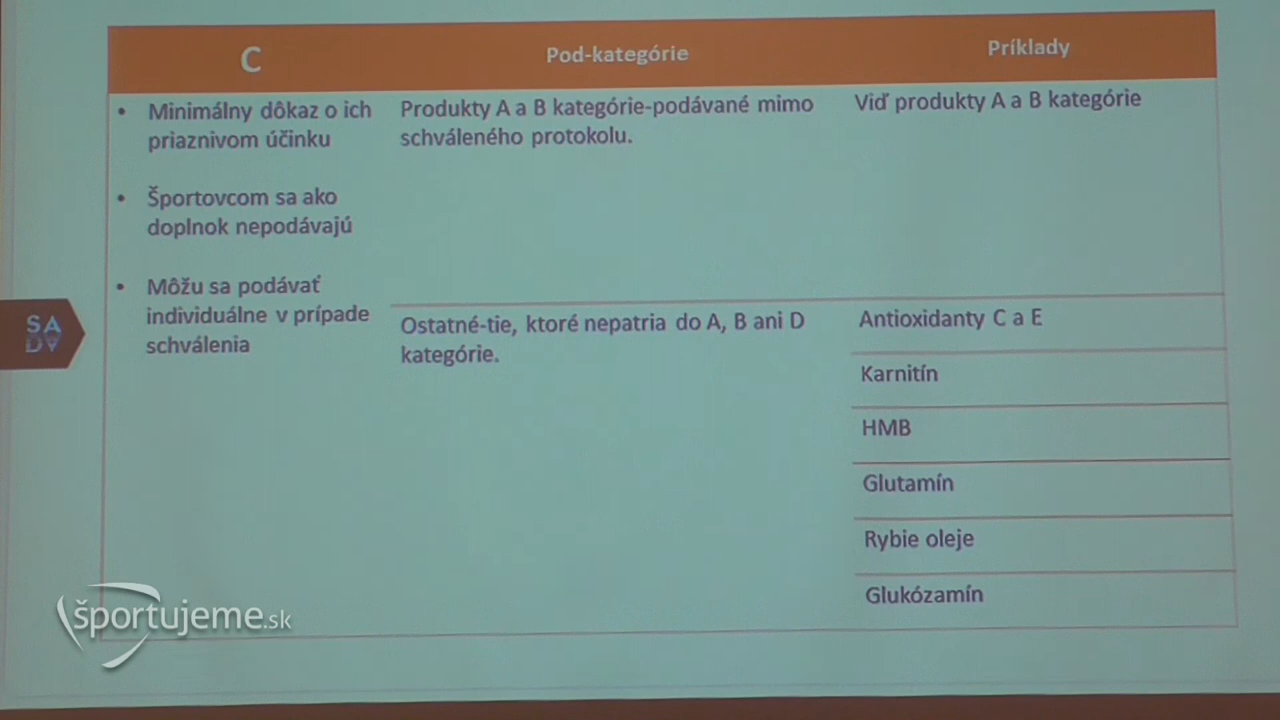 C
Pod-kategórie
Príklady
• Minimálny dôkaz o ich
priaznivom účinku
• Športovcom sa ako
doplnok nepodávajú
• Môžu sa podávať
individuálne v prípade
schválenia
Produkty A a B kategórie-podávané mimo
schváleného protokolu.
Viď produkty A a B kategórie
Ostatné-tie, ktoré nepatria do A, B ani D
kategórie.
Antioxidanty C a E
Karnitín
HMB
Glutamín
Rybie oleje
Glukózamín
SA
DV
športujeme.sk